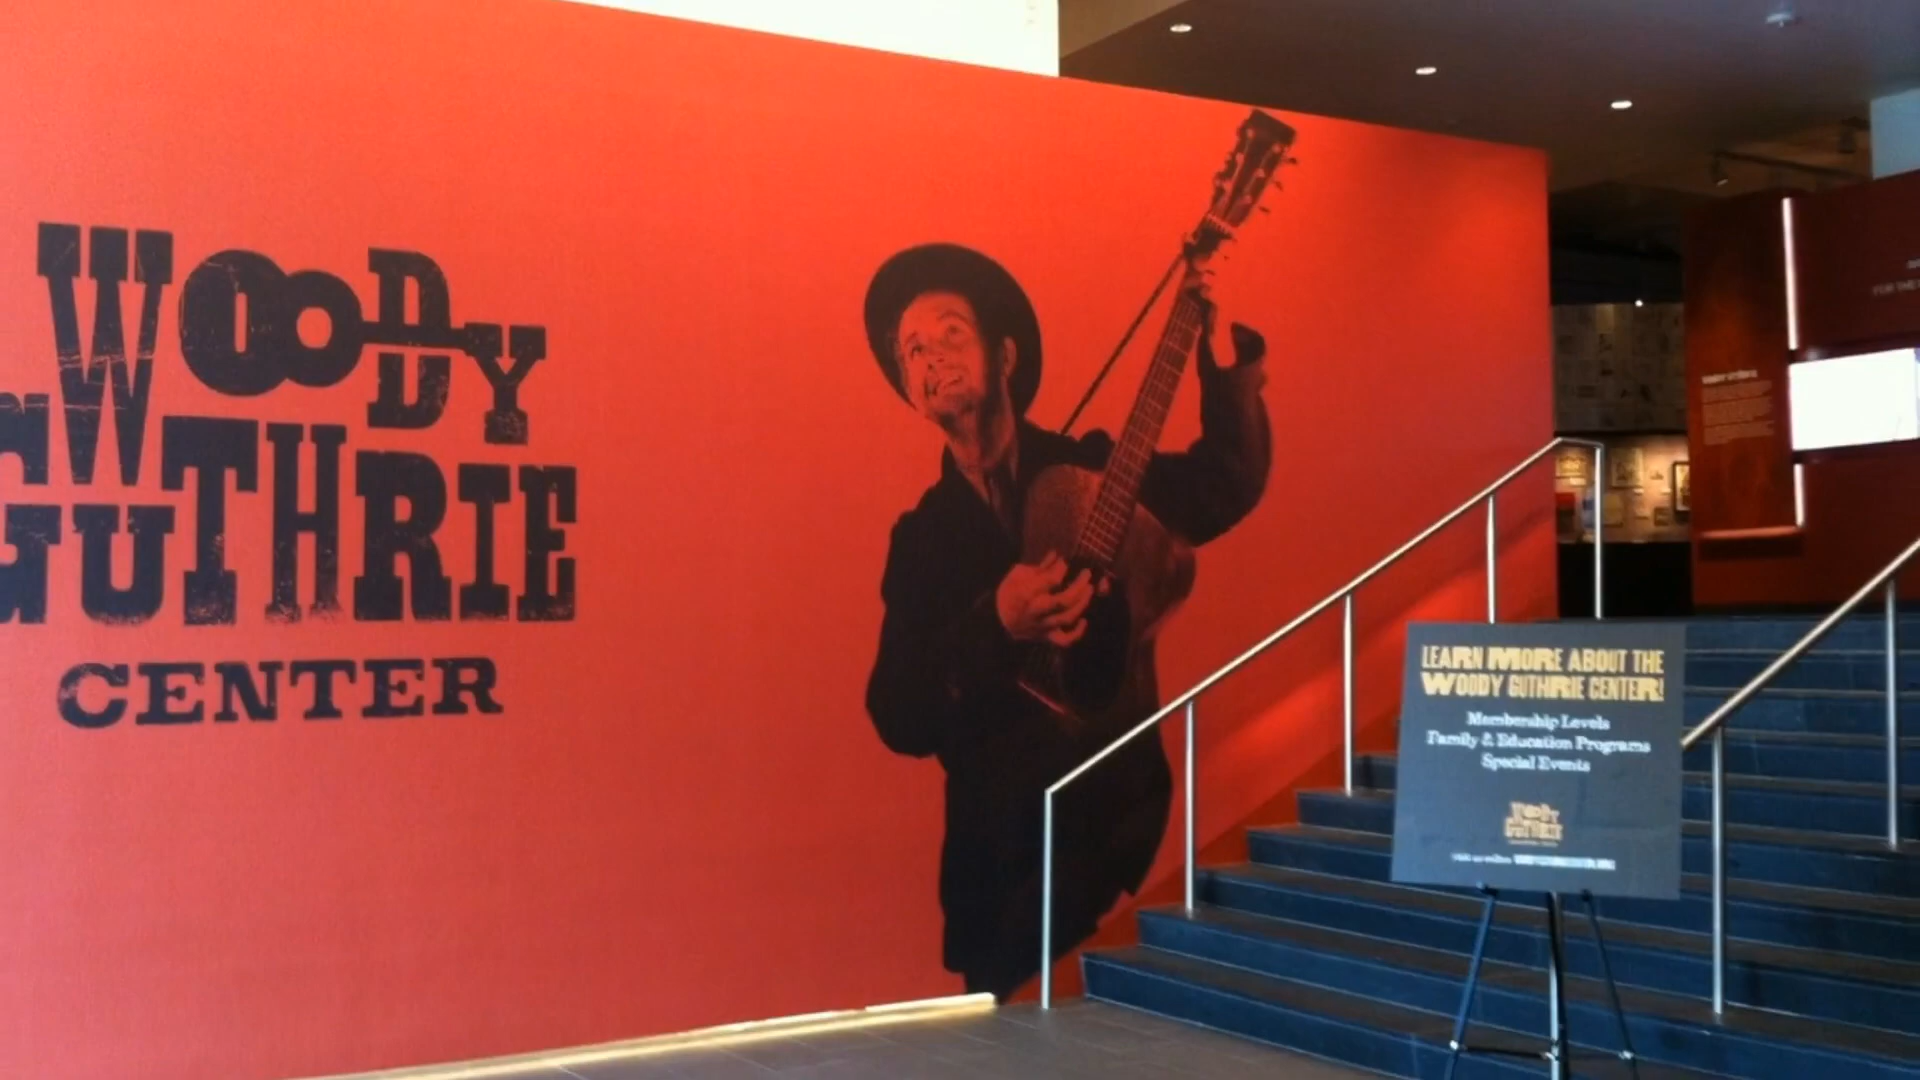 WOODY
GUTHRIE
CENTER
LEARN MORE ABOUT THE
WOODY GUTHRIE CENTER!
Membership Levels
Family & Education Programs
Special Events
WOODY
GUTHRIE